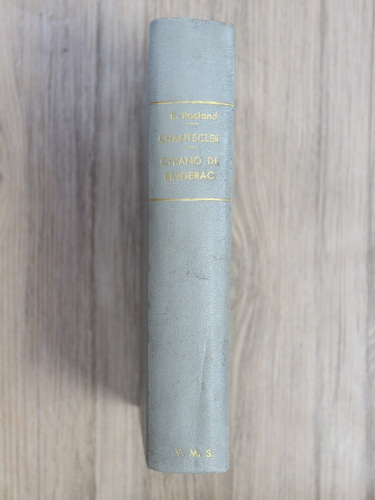 E. Rostand
CHANTECLER
CYRANO DE
BERGERAC
V. M. S.